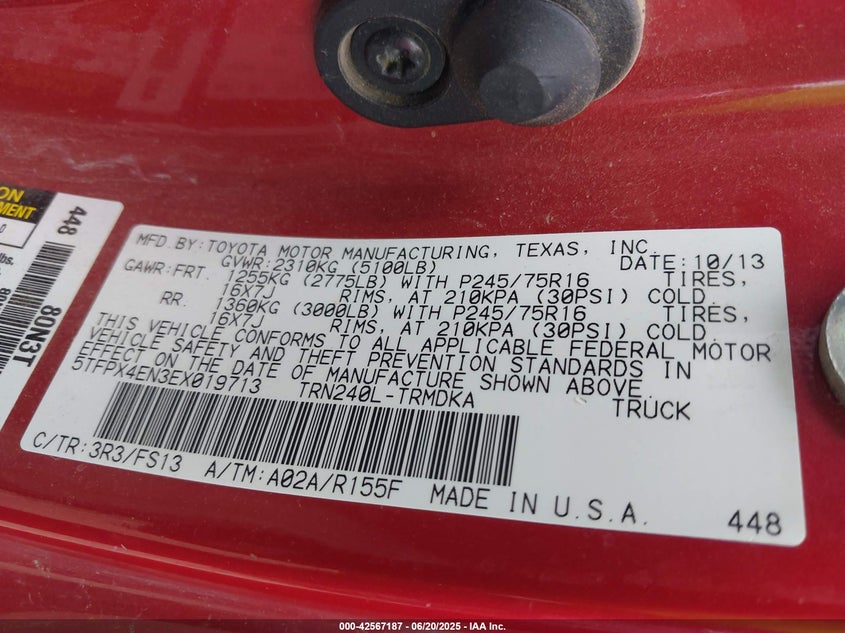 ON
MENT
lbs.
448
80N3T
MFD.BY:TOYOTA MOTOR MANUFACTURING, TEXAS, INC.
GVWR:2310KG (5100LB) DATE:10/13
GAWR:FRT. 1255KG (2775LB) WITH P245/75R16 TIRES,
16X7J RIMS, AT 210KPA (30PSI) COLD.
RR. 1360KG (3000LB) WITH P245/75R16 TIRES,
16X7J RIMS, AT 210KPA (30PSI) COLD.
THIS VEHICLE CONFORMS TO ALL APPLICABLE FEDERAL MOTOR
VEHICLE SAFETY AND THEFT PREVENTION STANDARDS IN
EFFECT ON THE DATE OF MANUFACTURE SHOWN ABOVE.
5TFPX4EN3EX019713 TRN240L-TRMDKA TRUCK
C/TR:3R3/FS13 A/TM:A02A/R155F MADE IN U.S.A.
448
000-42567187 - 06/20/2025 - IAA Inc.